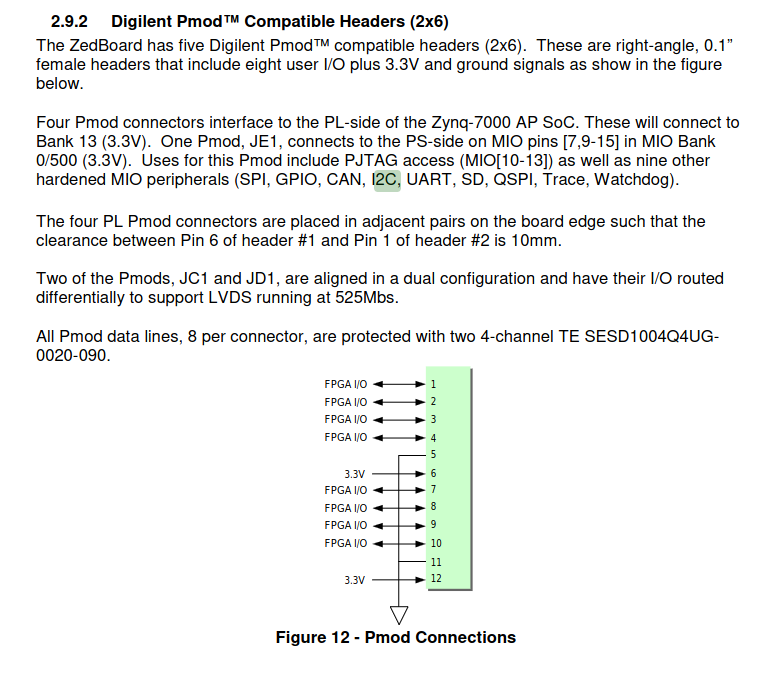 2.9.2 Digilent Pmod™ Compatible Headers (2x6)
The ZedBoard has five Digilent Pmod™ compatible headers (2x6). These are right-angle, 0.1”
female headers that include eight user I/O plus 3.3V and ground signals as show in the figure
below.
Four Pmod connectors interface to the PL-side of the Zynq-7000 AP SoC. These will connect to
Bank 13 (3.3V). One Pmod, JE1, connects to the PS-side on MIO pins [7,9-15] in MIO Bank
0/500 (3.3V). Uses for this Pmod include PJTAG access (MIO[10-13]) as well as nine other
hardened MIO peripherals (SPI, GPIO, CAN, I2C, UART, SD, QSPI, Trace, Watchdog).
The four PL Pmod connectors are placed in adjacent pairs on the board edge such that the
clearance between Pin 6 of header #1 and Pin 1 of header #2 is 10mm.
Two of the Pmods, JC1 and JD1, are aligned in a dual configuration and have their I/O routed
differentially to support LVDS running at 525Mbs.
All Pmod data lines, 8 per connector, are protected with two 4-channel TE SESD1004Q4UG-
0020-090.
FPGA I/O 1
FPGA I/O 2
FPGA I/O 3
FPGA I/O 4
5
3.3V 6
FPGA I/O 7
FPGA I/O 8
FPGA I/O 9
FPGA I/O 10
11
3.3V 12
Figure 12 - Pmod Connections